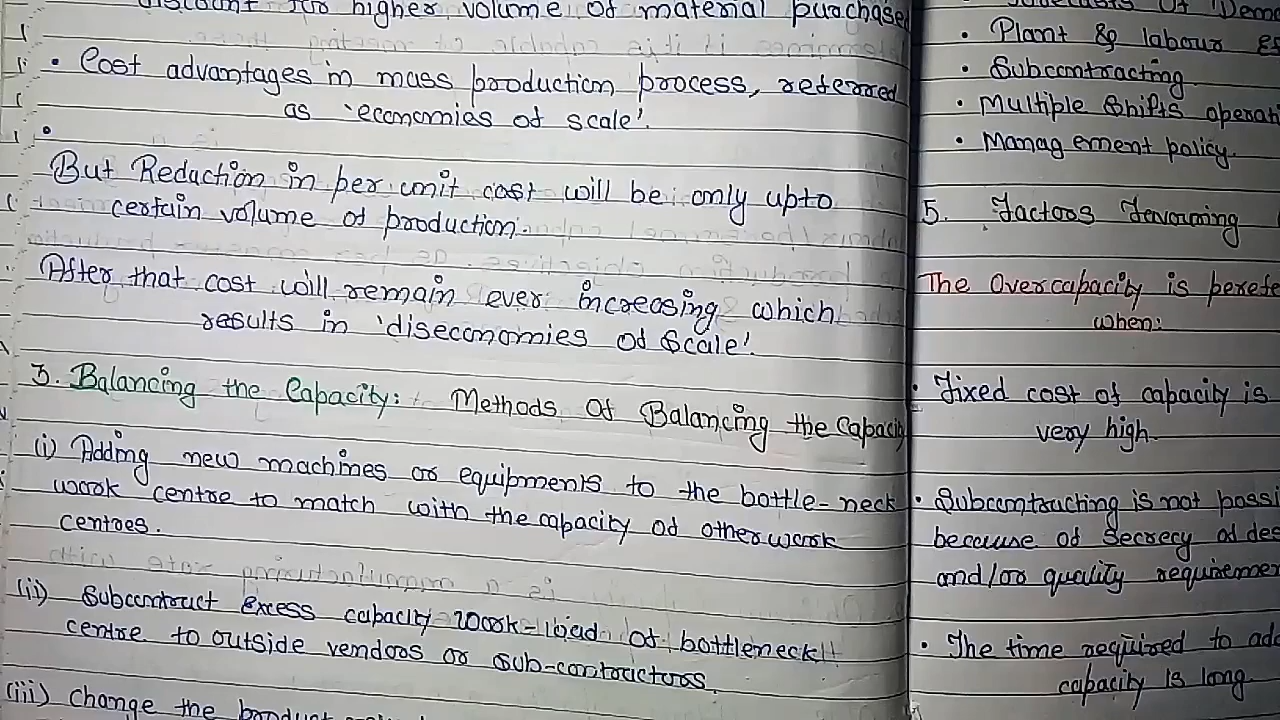 discount for higher volume of material purchased
• Cost advantages in mass production process, referred
as 'economies of scale'.
•
But Reduction in per unit cost will be only upto
certain volume of production.
After that cost will remain ever increasing which
results in 'diseconomies of scale'.
3. Balancing the Capacity: Methods of Balancing the Capacity
(i) Adding new machines or equipments to the bottle-neck
work centre to match with the capacity of other work
centres.
(ii) Subcontract excess capacity work-load of bottleneck
centre to outside vendors or sub-contractors.
(iii) Change the product
Of Dema
• Plant & labour
• Subcontracting
• Multiple Shifts operati
• Management policy.
5. Factors Favouring
The Overcapacity is
when:
• Fixed cost of capacity is
very high.
• Subcontracting is not possi
because of Secrecy of des
and/or quality requiremen
• The time required to add
capacity is long.